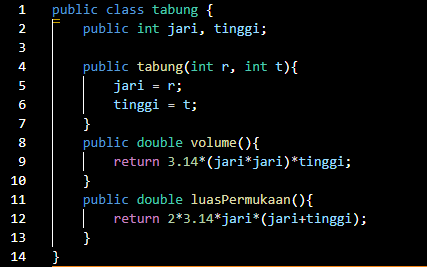 1 public class tabung {
2     public int jari, tinggi;
3
4     public tabung(int r, int t){
5         jari = r;
6         tinggi = t;
7     }
8     public double volume(){
9         return 3.14*(jari*jari)*tinggi;
10     }
11     public double luasPermukaan(){
12         return 2*3.14*jari*(jari+tinggi);
13     }
14 }